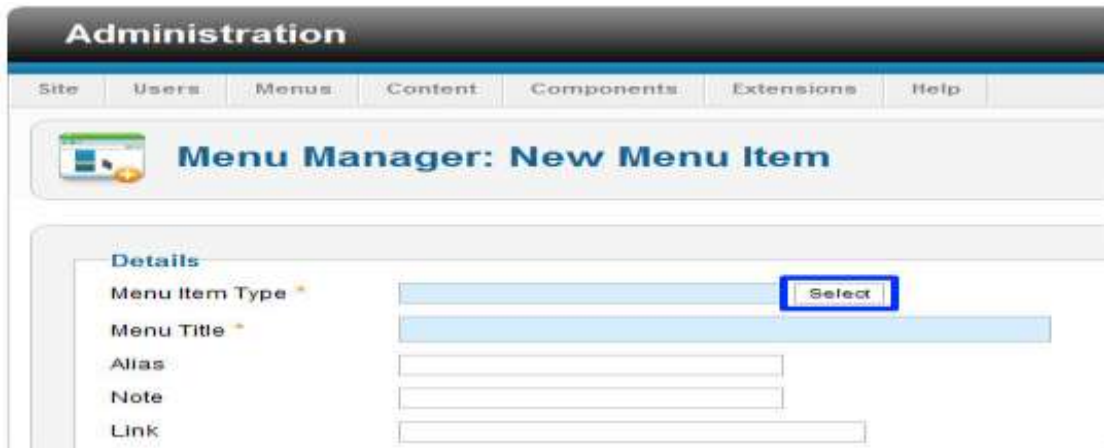 Administration
Site Users Menus Content Components Extensions Help
Menu Manager: New Menu Item
Details
Menu Item Type * Select
Menu Title *
Alias
Note
Link